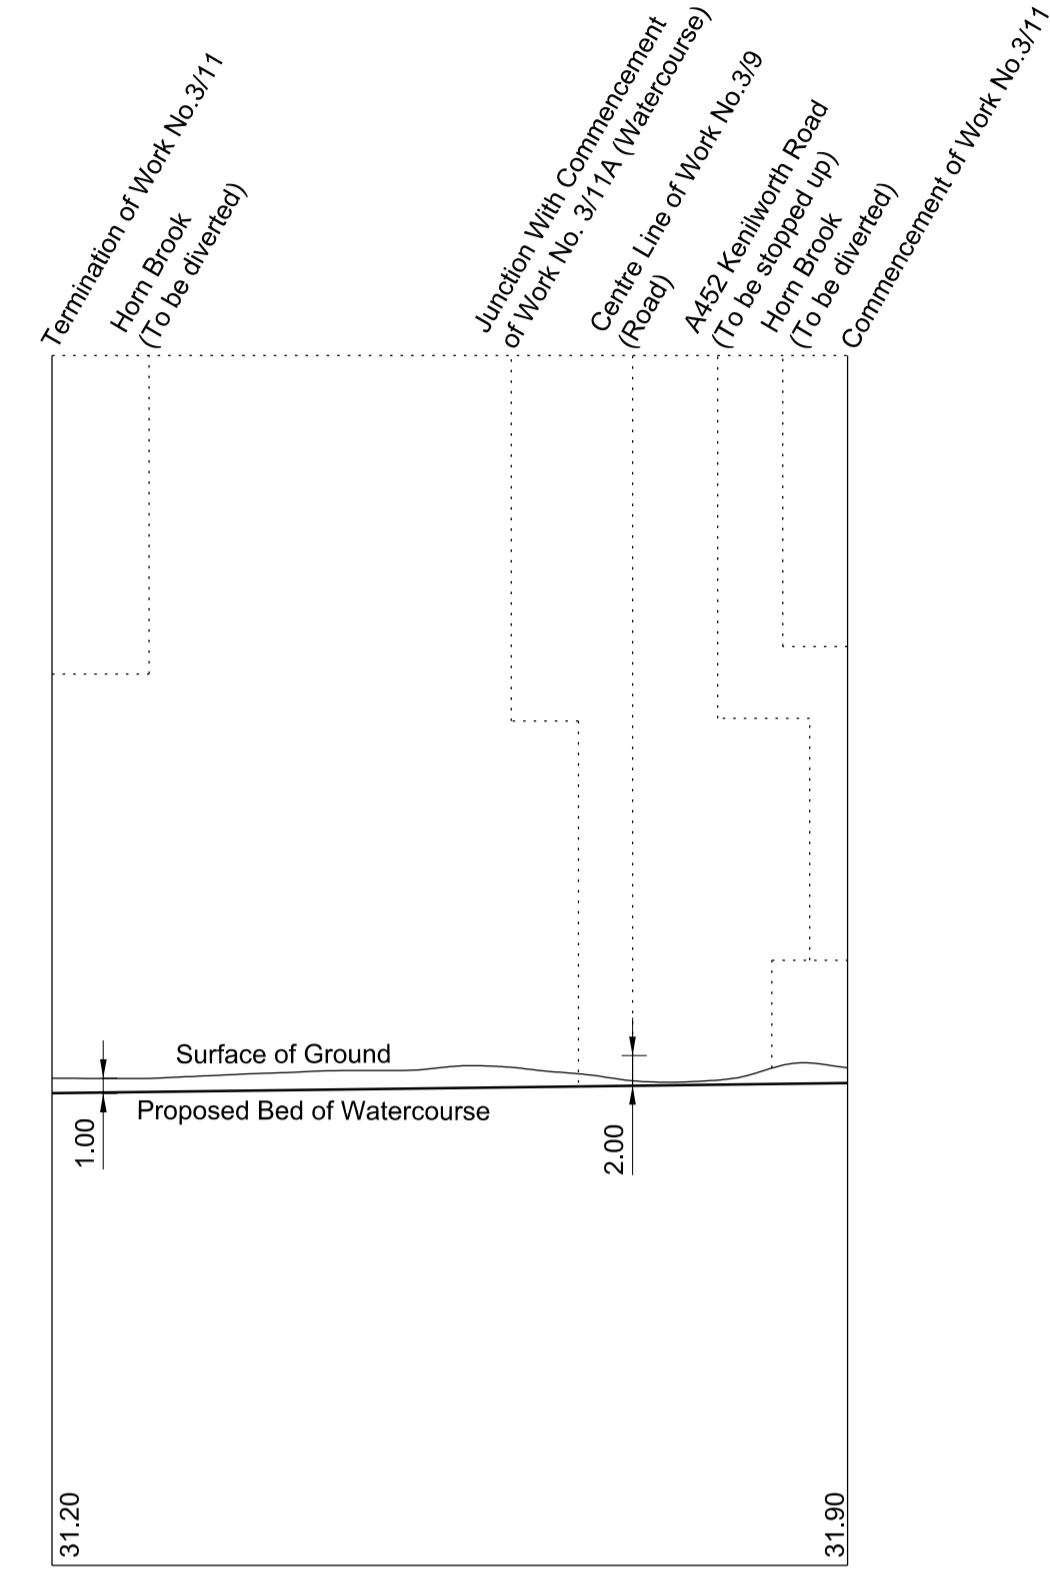 Termination of Work No.3/11
Horn Brook
(To be diverted)
Junction With Commencement
of Work No. 3/11A (Watercourse)
Centre Line of Work No.3/9
(Road)
A452 Kenilworth Road
(To be stopped up)
Horn Brook
(To be diverted)
Commencement of Work No.3/11
Surface of Ground
Proposed Bed of Watercourse
1.00
2.00
31.20
31.90